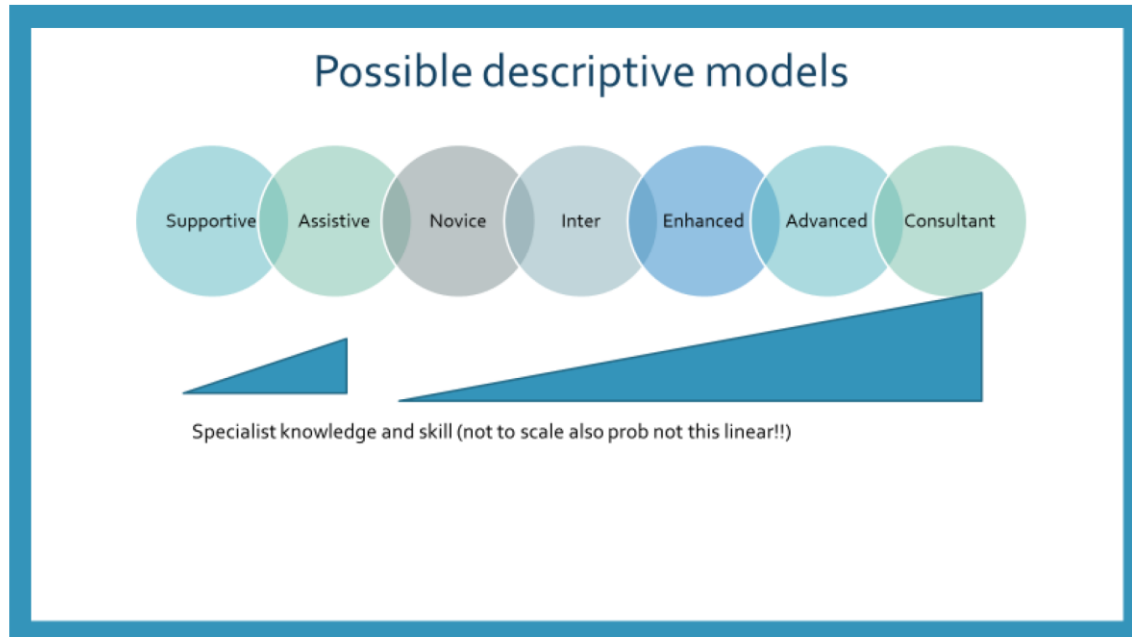 Possible descriptive models
Supportive Assistive Novice Inter Enhanced Advanced Consultant
Specialist knowledge and skill (not to scale also prob not this linear!!)